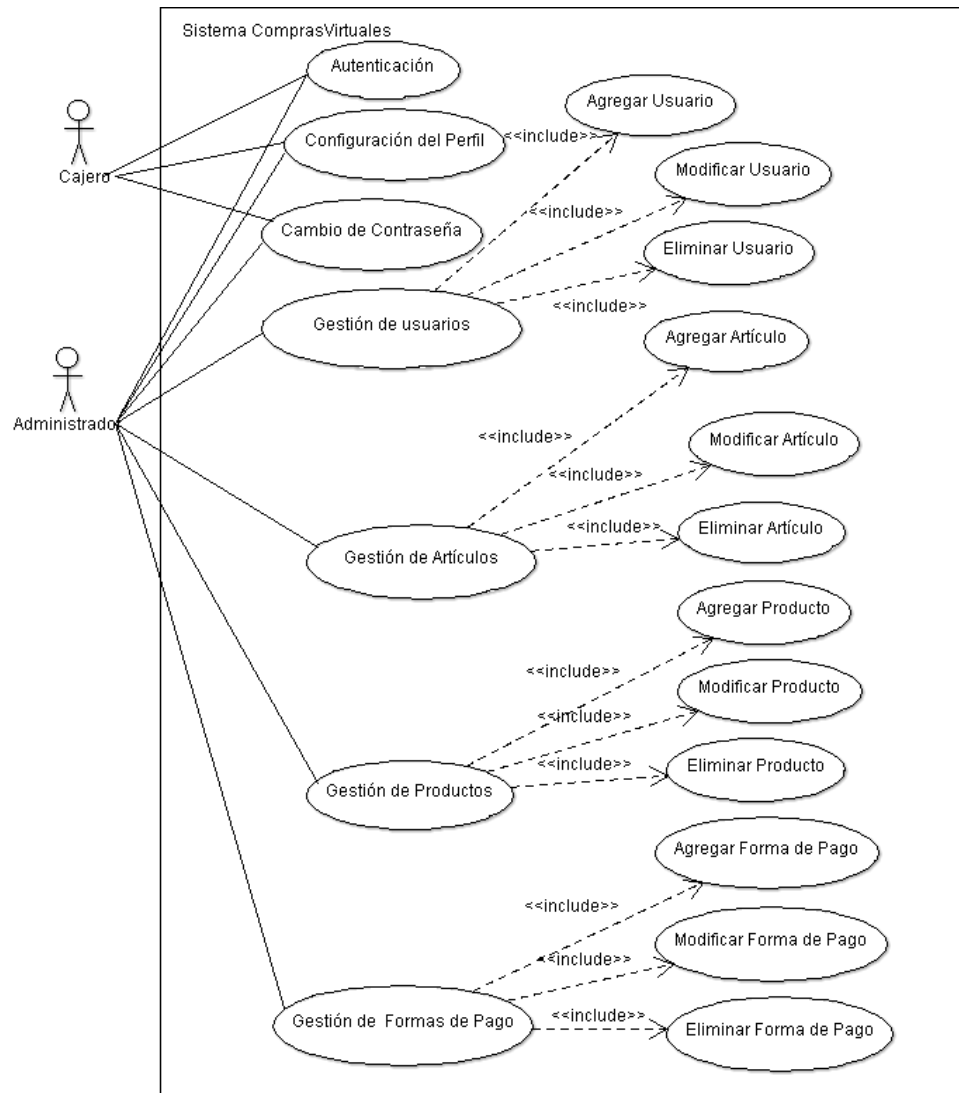 Sistema ComprasVirtuales
Autenticación
Agregar Usuario
Configuración del Perfil
<<include>>
Cajero
Modificar Usuario
<<include>>
Cambio de Contraseña
Eliminar Usuario
<<include>>
Gestión de usuarios
Agregar Artículo
Administrado
<<include>>
Modificar Artículo
<<include>>
<<include>>
Eliminar Artículo
Gestión de Artículos
Agregar Producto
<<include>>
Modificar Producto
<<include>>
<<include>>
Eliminar Producto
Gestión de Productos
Agregar Forma de Pago
<<include>>
Modificar Forma de Pago
<<include>>
<<include>>
Gestión de Formas de Pago
Eliminar Forma de Pago